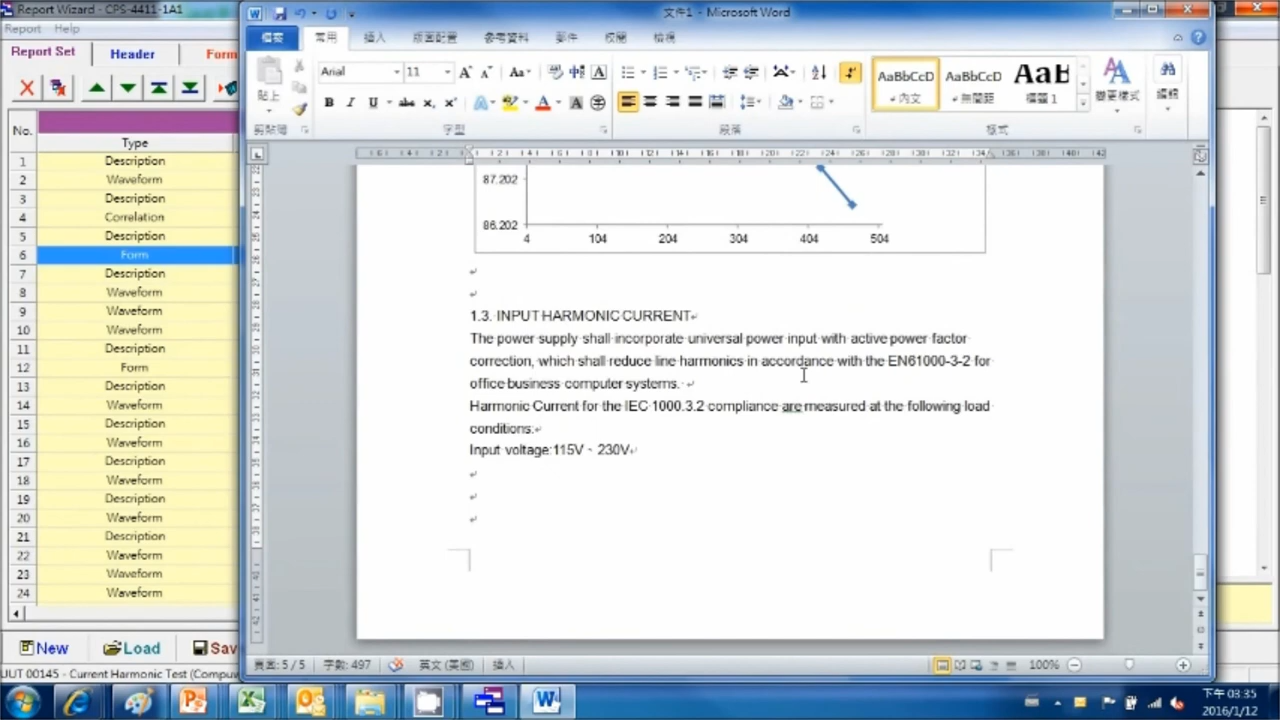 Report Wizard - CPS-4411-1A1
Report Help
Report Set
Header
Form
No.
Type
1 Description
2 Waveform
3 Description
4 Correlation
5 Description
6 Form
7 Description
8 Waveform
9 Waveform
10 Waveform
11 Description
12 Form
13 Description
14 Waveform
15 Description
16 Waveform
17 Description
18 Waveform
19 Description
20 Waveform
21 Description
22 Waveform
23 Waveform
24 Waveform
New Load Sav
UUT 00145 - Current Harmonic Test (Compuw
文件1 - Microsoft Word
檔案 常用 插入 版面配置 參考資料 郵件 校閱 檢視
Arial 11
貼上
剪貼簿 字型 段落 樣式
AaBbCcD AaBbCcD AaB
內文 無間距 標題 1
變更樣式
編輯
87.202
86.202
4 104 204 304 404 504
1.3. INPUT HARMONIC CURRENT
The power supply shall incorporate universal power input with active power factor
correction, which shall reduce line harmonics in accordance with the EN61000-3-2 for
office business computer systems.
Harmonic Current for the IEC 1000.3.2 compliance are measured at the following load
conditions:
Input voltage:115V、230V
頁面: 5 / 5 字數: 497 英文 (美國) 插入 100%
下午 03:35
2016/1/12